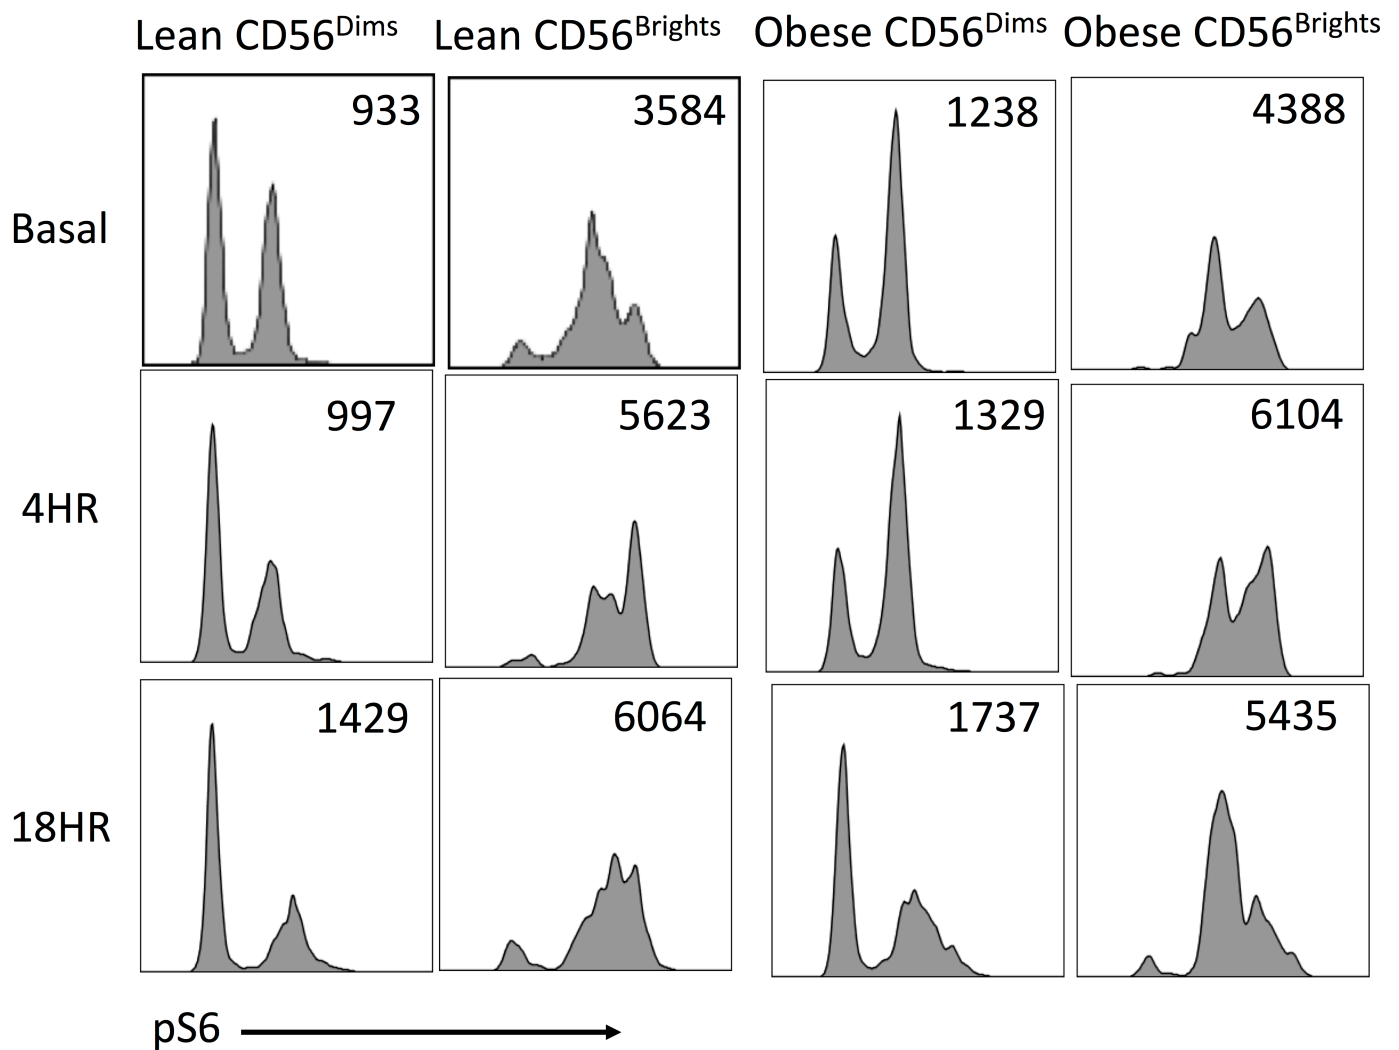 Lean CD56Dims Lean CD56Brights Obese CD56Dims Obese CD56Brights
Basal 933 3584 1238 4388
4HR 997 5623 1329 6104
18HR 1429 6064 1737 5435
pS6